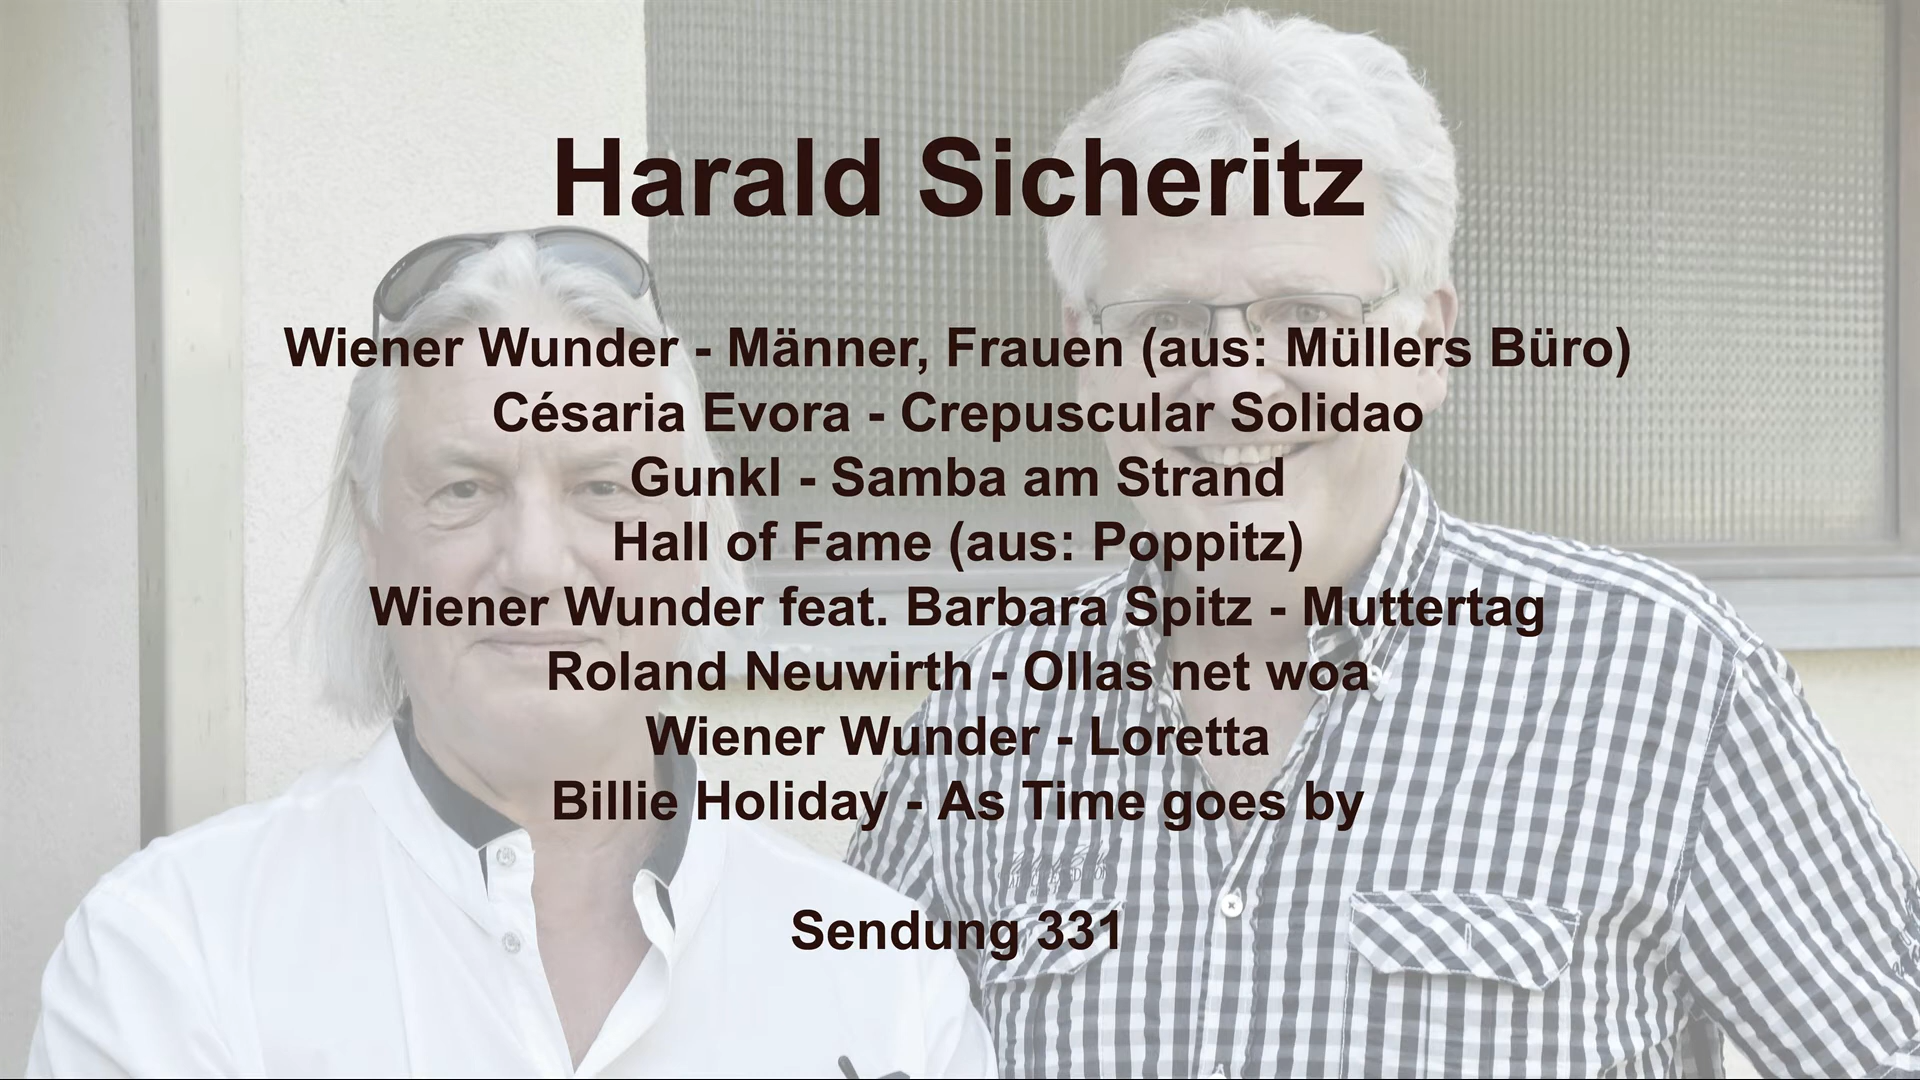 Harald Sicheritz
Wiener Wunder - Männer, Frauen (aus: Müllers Büro)
Césaria Evora - Crepuscular Solidao
Gunkl - Samba am Strand
Hall of Fame (aus: Poppitz)
Wiener Wunder feat. Barbara Spitz - Muttertag
Roland Neuwirth - Ollas net woa
Wiener Wunder - Loretta
Billie Holiday - As Time goes by
Sendung 331